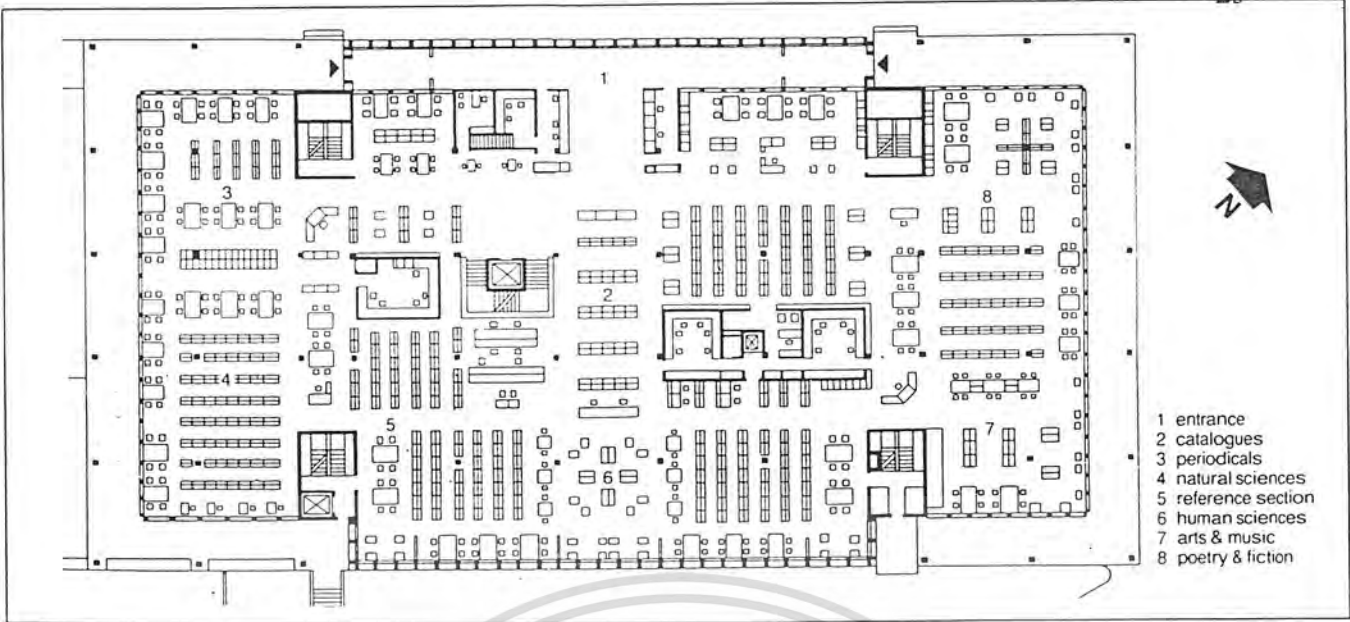 1
3
8
N
2
4
5
7
6
1 entrance
2 catalogues
3 periodicals
4 natural sciences
5 reference section
6 human sciences
7 arts & music
8 poetry & fiction